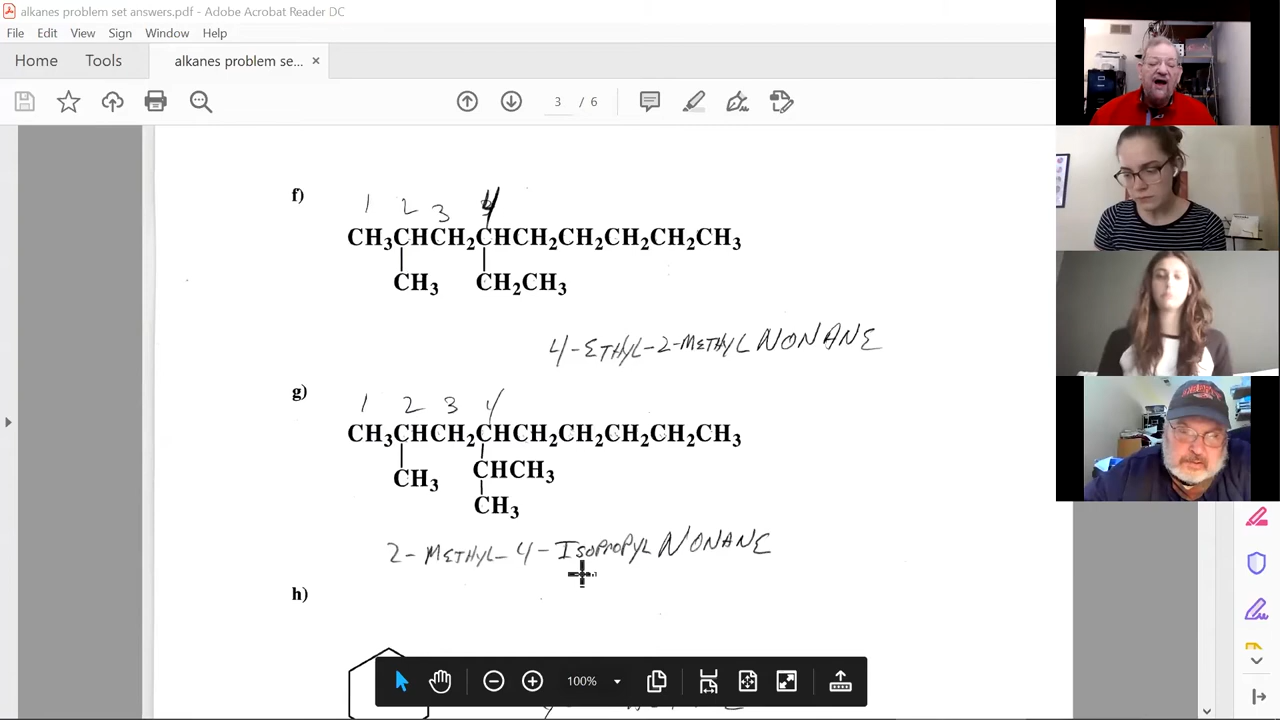 alkanes problem set answers.pdf - Adobe Acrobat Reader DC
File Edit View Sign Window Help
Home Tools alkanes problem se... ×
3 / 6
f)
1 2 3 4
CH3CHCH2CHCH2CH2CH2CH2CH3
CH3 CH2CH3
4-ETHYL-2-METHYL NONANE
g)
1 2 3 4
CH3CHCH2CHCH2CH2CH2CH2CH3
CH3 CHCH3
CH3
2-METHYL-4-ISOPROPYL NONANE
h)
100%